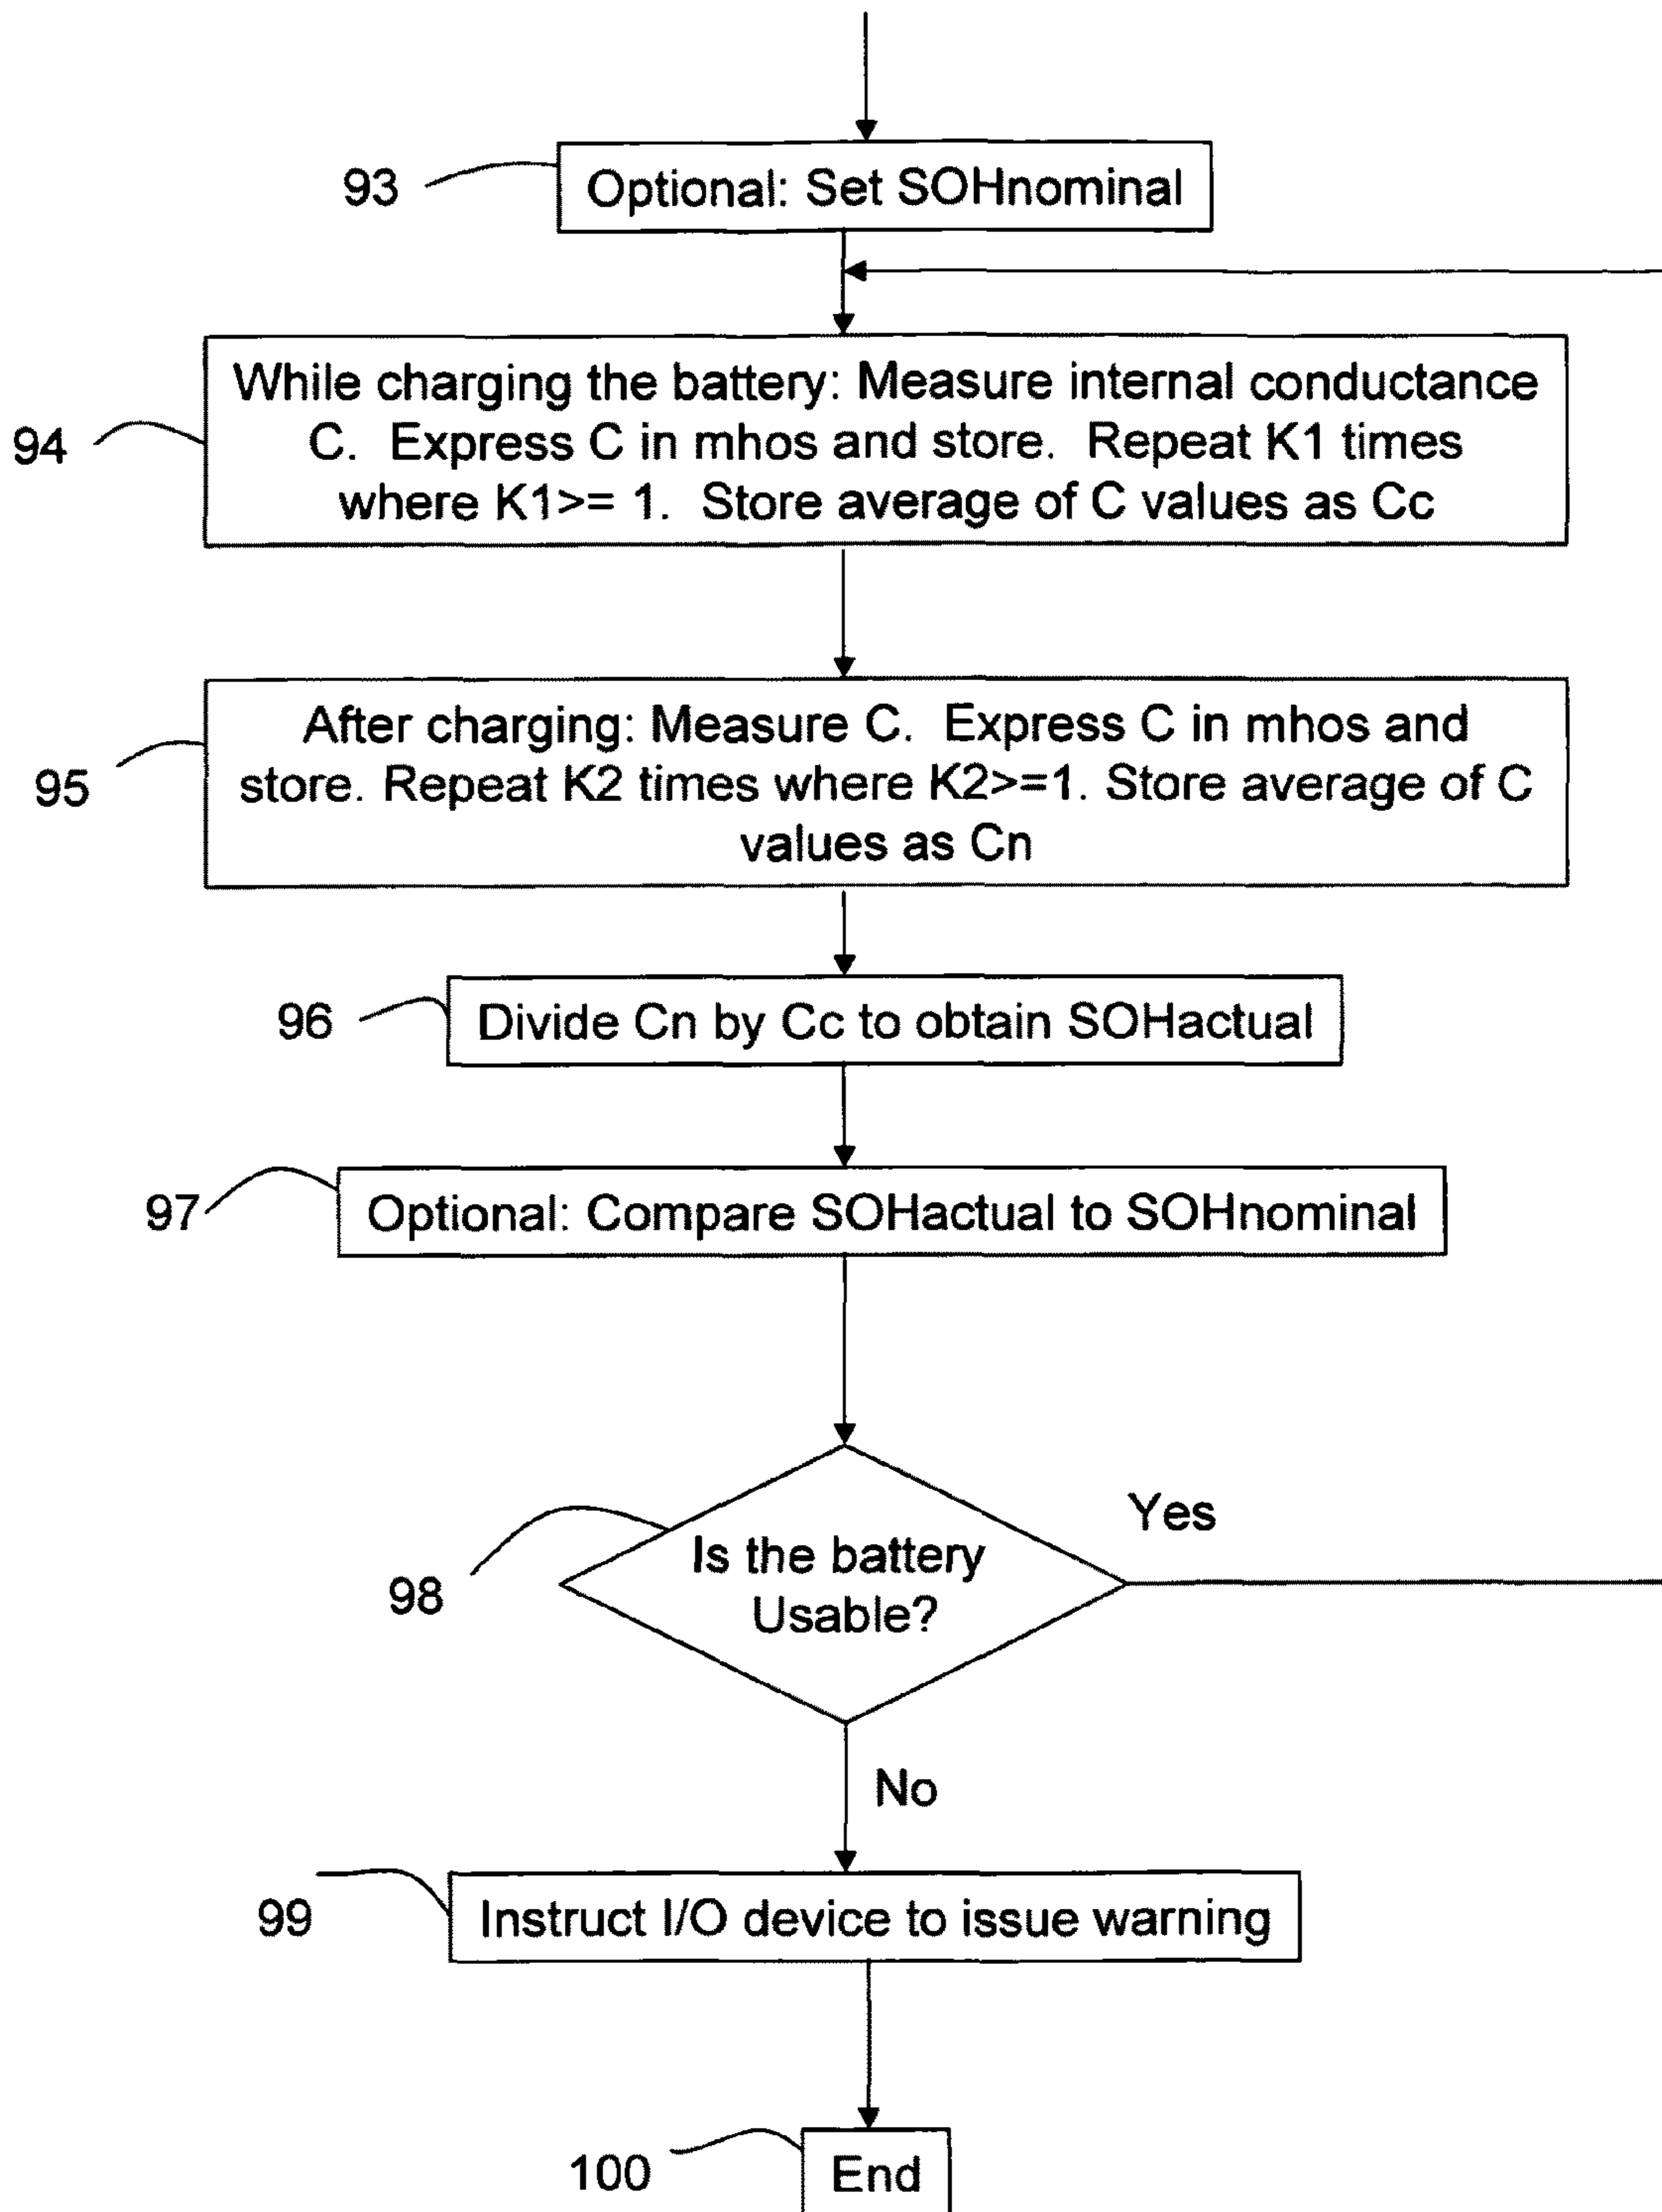 93
Optional: Set SOHnominal
94
While charging the battery: Measure internal conductance
C. Express C in mhos and store. Repeat K1 times
where K1>= 1. Store average of C values as Cc
95
After charging: Measure C. Express C in mhos and
store. Repeat K2 times where K2>=1. Store average of C
values as Cn
96
Divide Cn by Cc to obtain SOHactual
97
Optional: Compare SOHactual to SOHnominal
98
Is the battery
Usable?
Yes
No
99
Instruct I/O device to issue warning
100
End